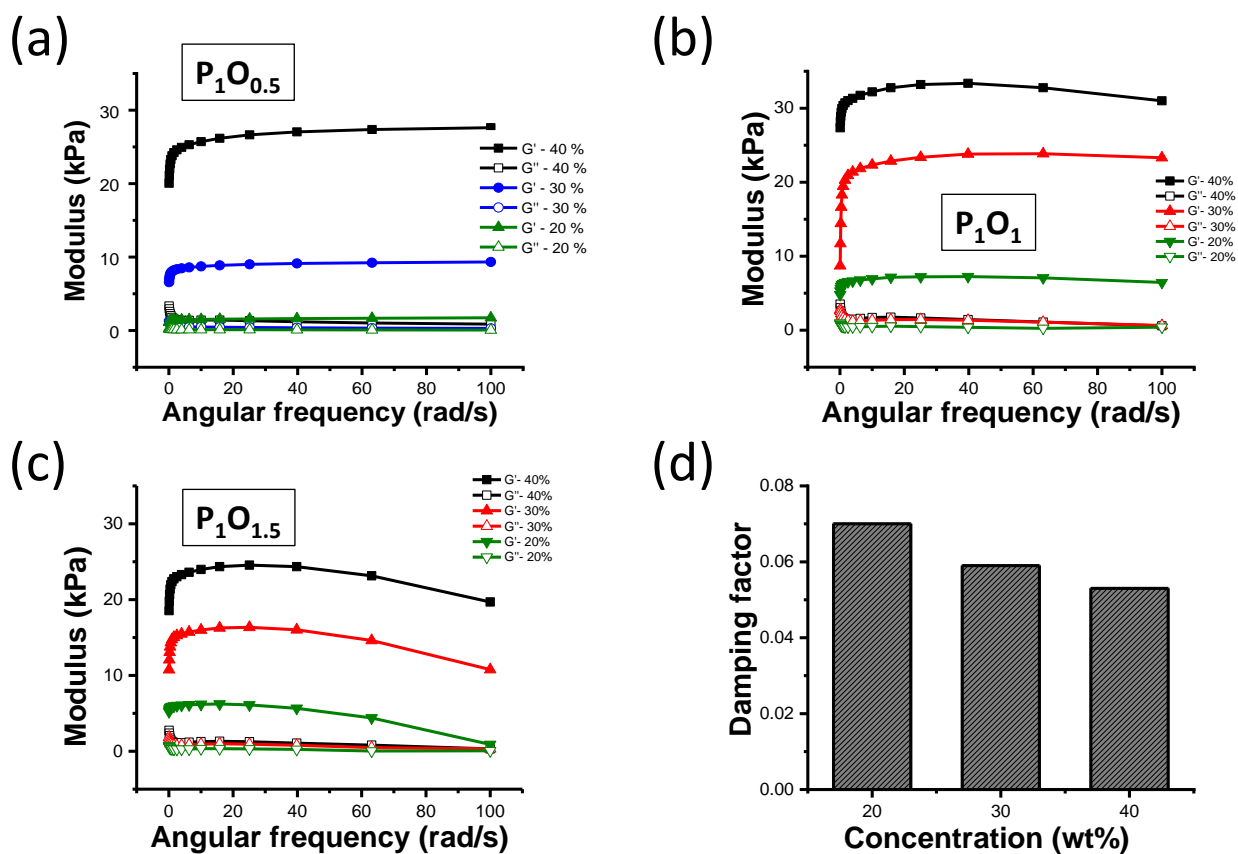 (a)
P₁O₀.₅
Modulus (kPa)
30
20
10
0
G' - 40 %
G'' - 40 %
G' - 30 %
G'' - 30 %
G' - 20 %
G'' - 20 %
0 20 40 60 80 100
Angular frequency (rad/s)
(b)
P₁O₁
Modulus (kPa)
30
20
10
0
G'- 40%
G''- 40%
G'- 30%
G''- 30%
G'- 20%
G''- 20%
0 20 40 60 80 100
Angular frequency (rad/s)
(c)
P₁O₁.₅
Modulus (kPa)
30
20
10
0
G'- 40%
G''- 40%
G'- 30%
G''- 30%
G'- 20%
G''- 20%
0 20 40 60 80 100
Angular frequency (rad/s)
(d)
Damping factor
0.08
0.06
0.04
0.02
0.00
20 30 40
Concentration (wt%)